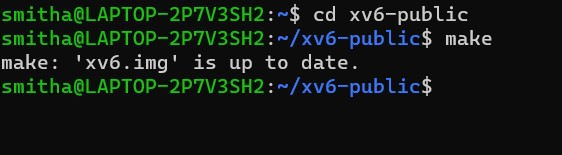 smitha@LAPTOP-2P7V3SH2:~$ cd xv6-public
smitha@LAPTOP-2P7V3SH2:~/xv6-public$ make
make: 'xv6.img' is up to date.
smitha@LAPTOP-2P7V3SH2:~/xv6-public$